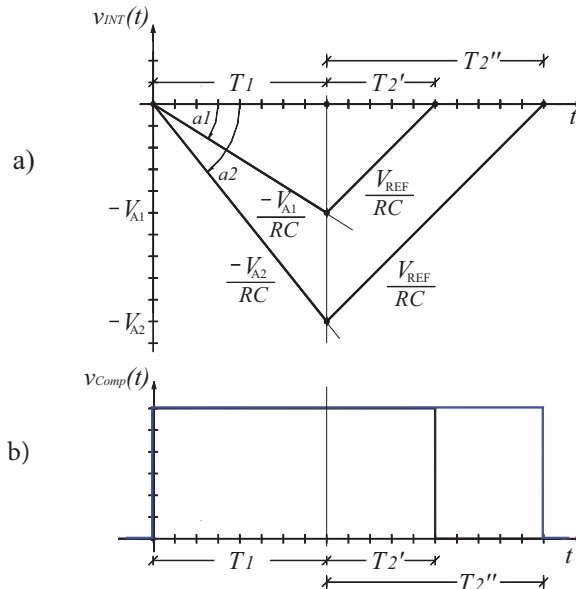 v_INT(t)
T2''
T1 T2'
t
a1
a2
a)
-V_A1
-V_A1/RC V_REF/RC
-V_A2/RC V_REF/RC
-V_A2
v_Comp(t)
b)
t
T1 T2'
T2''